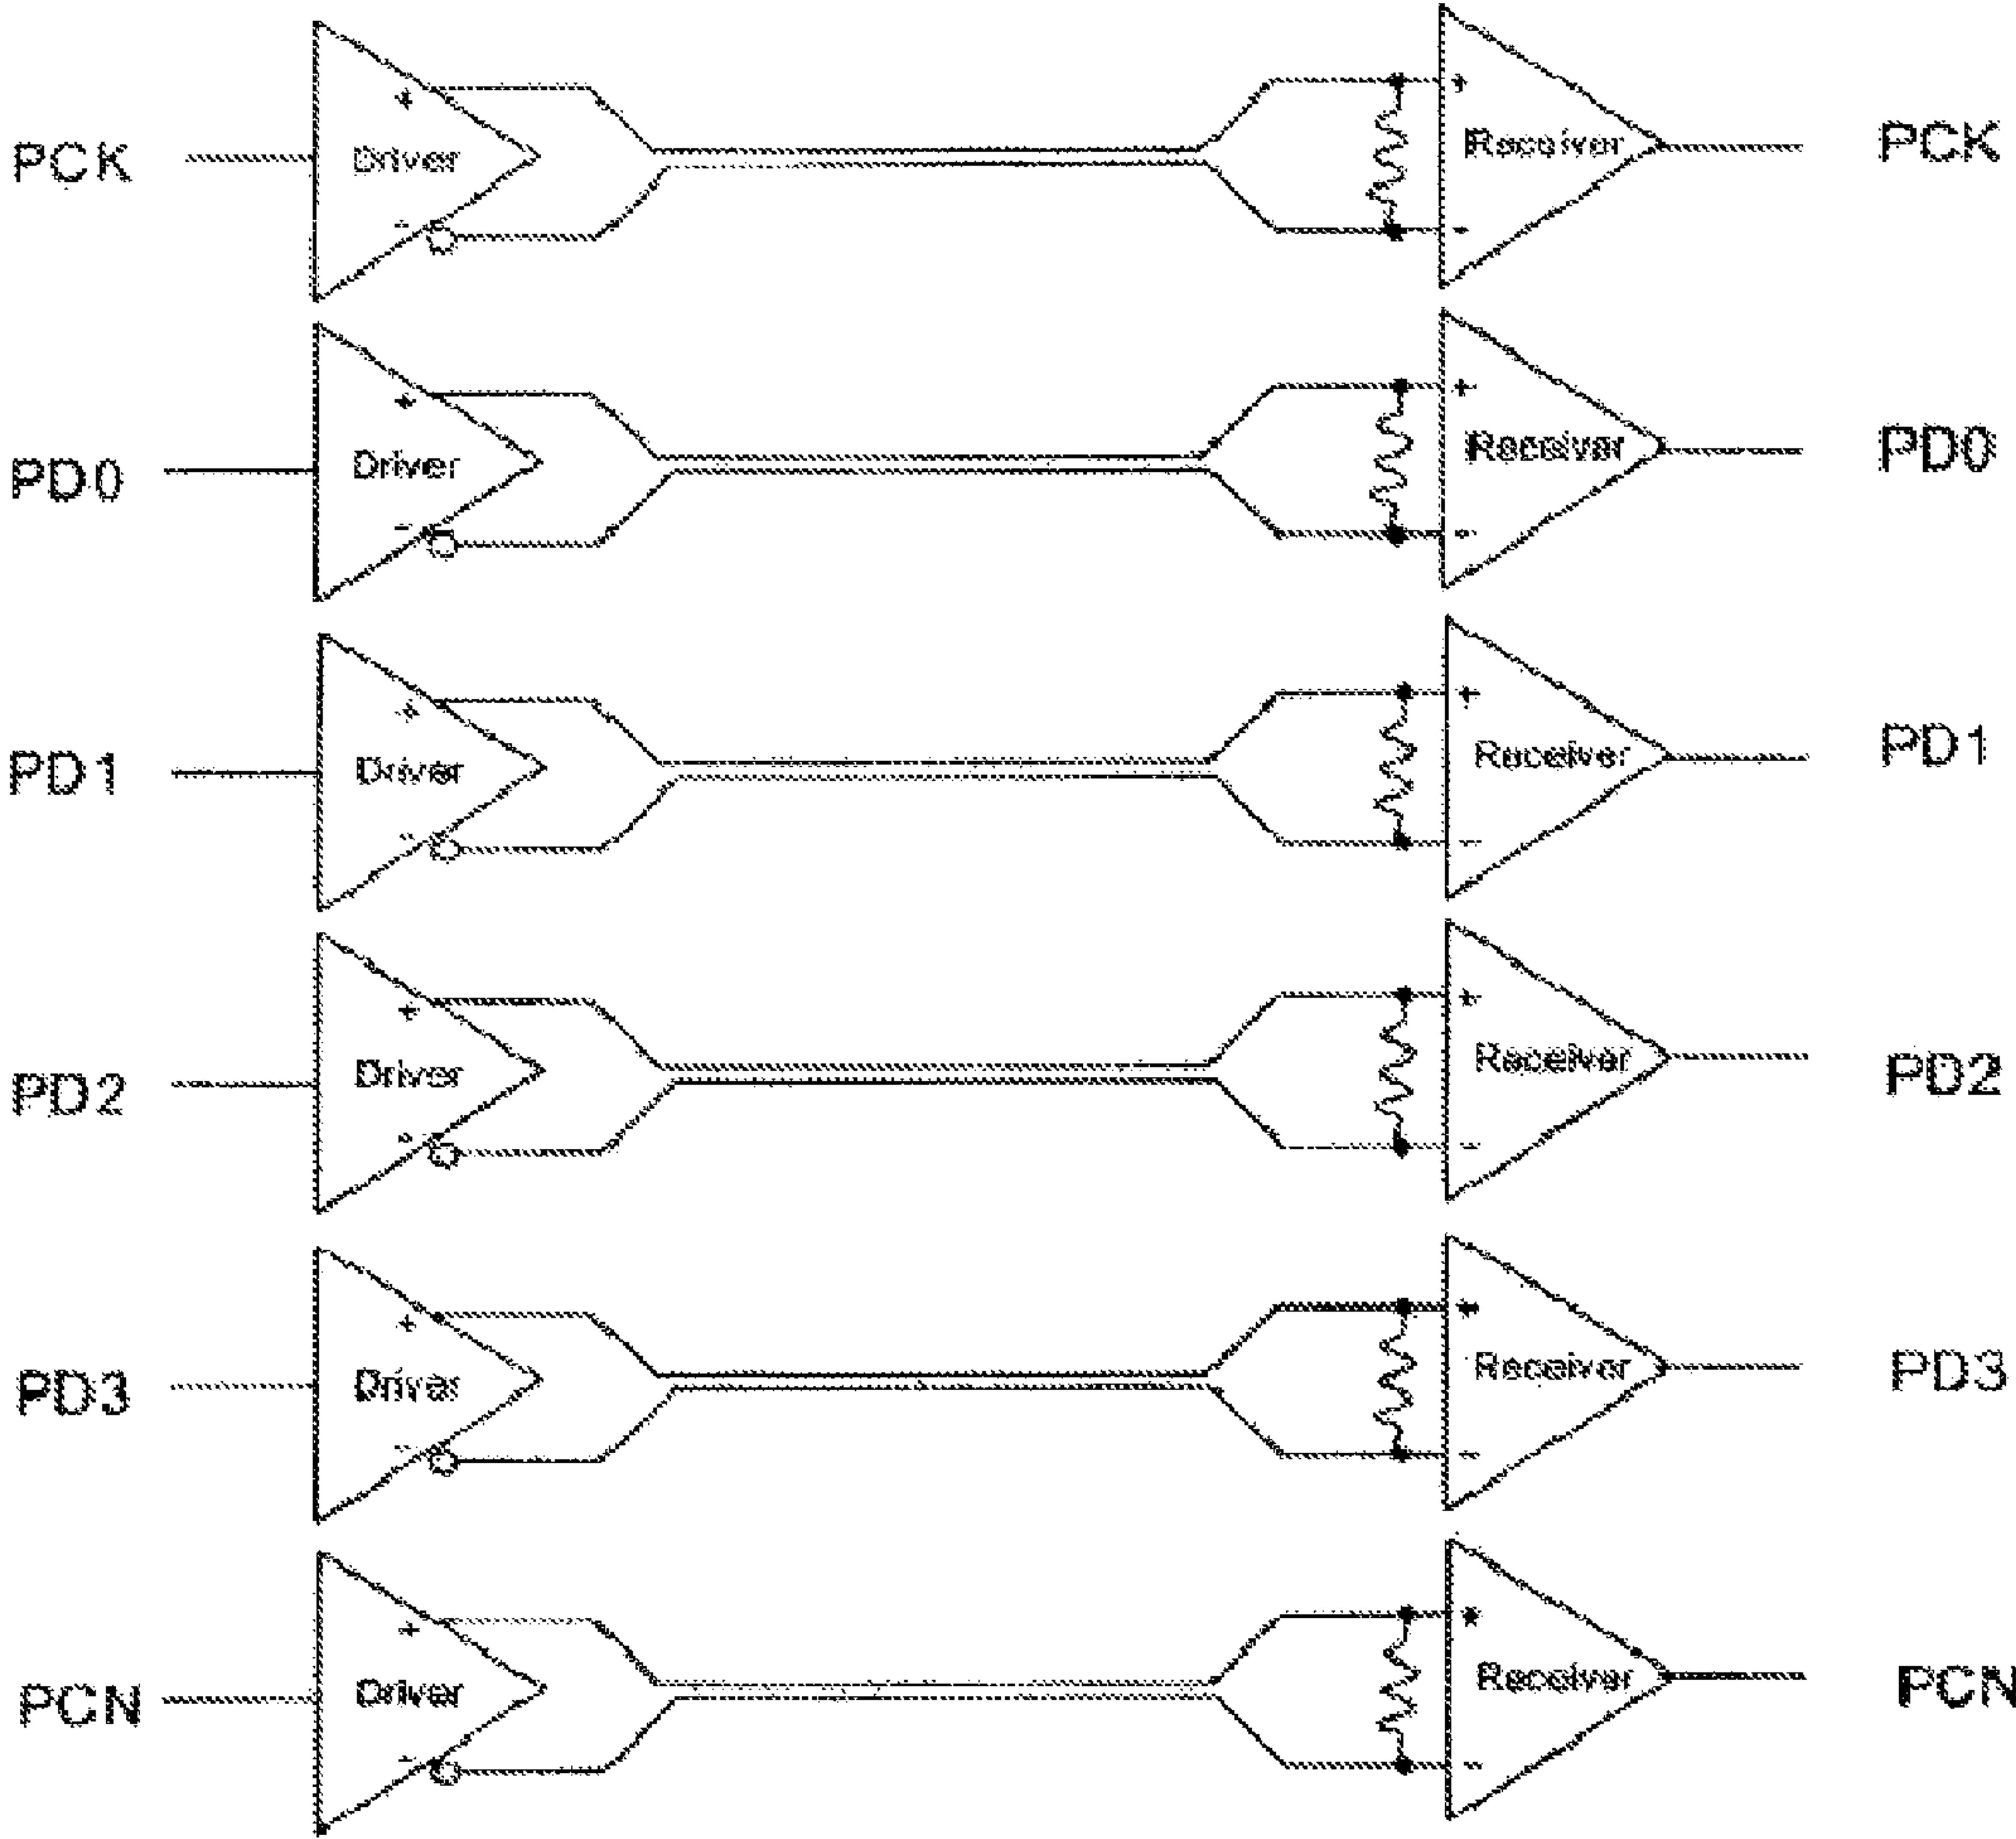 PCK + Driver - + Receiver - PCK
PD0 + Driver - + Receiver - PD0
PD1 + Driver - + Receiver - PD1
PD2 + Driver - + Receiver - PD2
PD3 + Driver - + Receiver - PD3
PCN + Driver - + Receiver - PCN